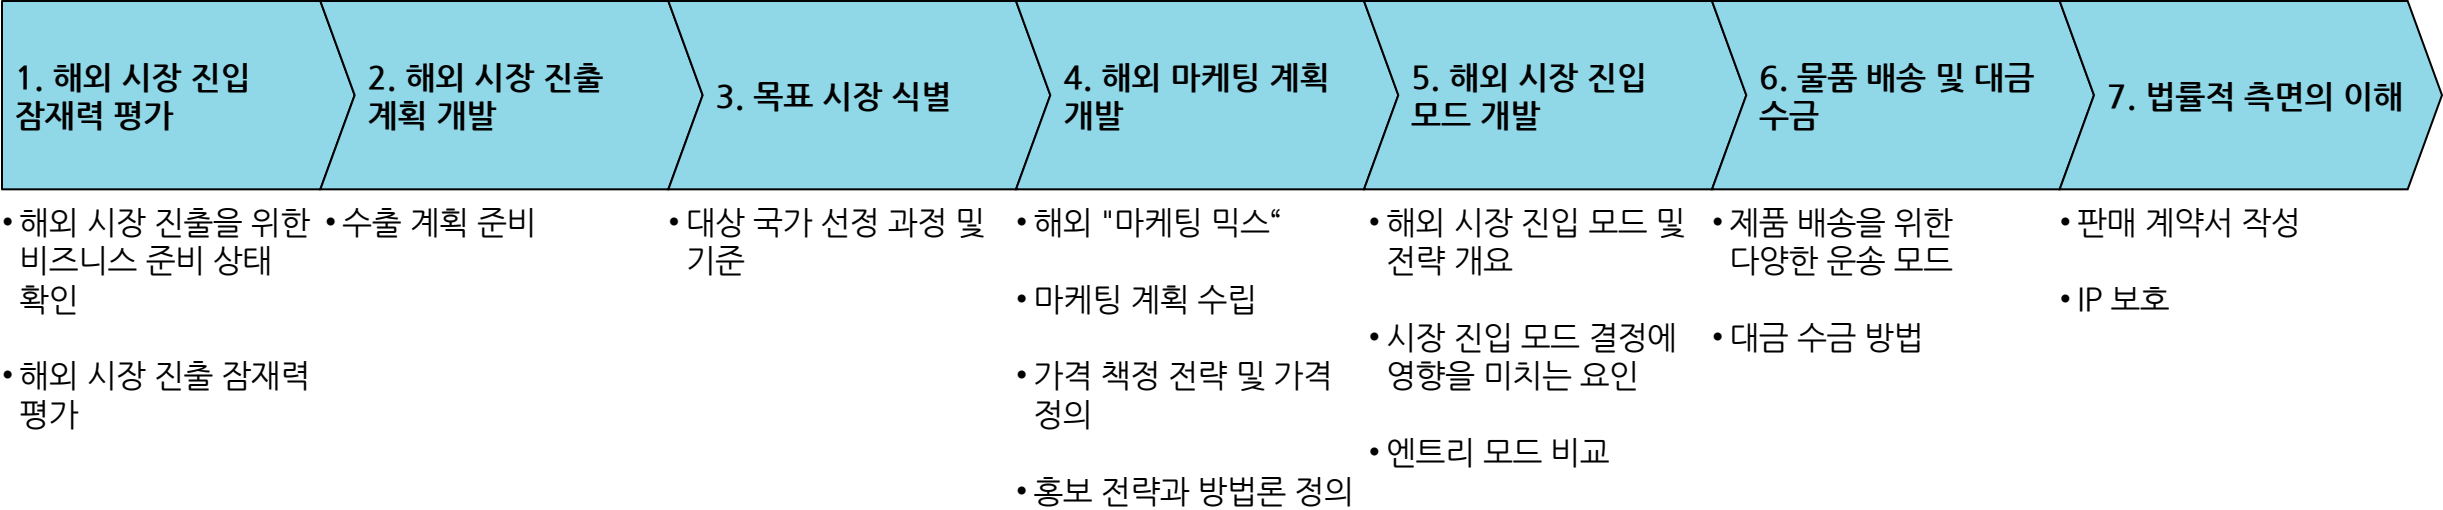 1. 해외 시장 진입
잠재력 평가
2. 해외 시장 진출
계획 개발
3. 목표 시장 식별
4. 해외 마케팅 계획
개발
5. 해외 시장 진입
모드 개발
6. 물품 배송 및 대금
수금
7. 법률적 측면의 이해
• 해외 시장 진출을 위한
비즈니스 준비 상태
확인
• 해외 시장 진출 잠재력
평가
• 수출 계획 준비
• 대상 국가 선정 과정 및
기준
• 해외 "마케팅 믹스“
• 마케팅 계획 수립
• 가격 책정 전략 및 가격
정의
• 홍보 전략과 방법론 정의
• 해외 시장 진입 모드 및
전략 개요
• 시장 진입 모드 결정에
영향을 미치는 요인
• 엔트리 모드 비교
• 제품 배송을 위한
다양한 운송 모드
• 대금 수금 방법
• 판매 계약서 작성
• IP 보호